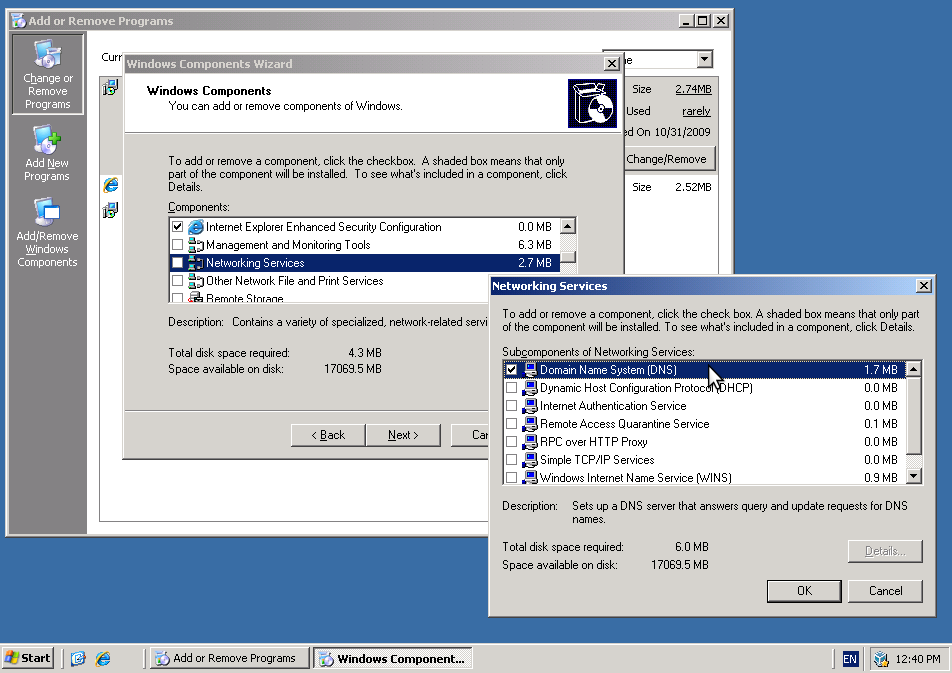 Add or Remove Programs
Change or
Remove
Programs
Add New
Programs
Add/Remove
Windows
Components
Curr
Size 2.74MB
Used rarely
ed On 10/31/2009
Change/Remove
Size 2.52MB
Windows Components Wizard
Windows Components
You can add or remove components of Windows.
To add or remove a component, click the checkbox. A shaded box means that only
part of the component will be installed. To see what's included in a component, click
Details.
Components:
Internet Explorer Enhanced Security Configuration 0.0 MB
Management and Monitoring Tools 6.3 MB
Networking Services 2.7 MB
Other Network File and Print Services
Remote Storage
Description: Contains a variety of specialized, network-related servi
Total disk space required: 4.3 MB
Space available on disk: 17069.5 MB
< Back
Next >
Can
Networking Services
To add or remove a component, click the check box. A shaded box means that only part
of the component will be installed. To see what's included in a component, click Details.
Subcomponents of Networking Services:
Domain Name System (DNS) 1.7 MB
Dynamic Host Configuration Protocol (DHCP) 0.0 MB
Internet Authentication Service 0.0 MB
Remote Access Quarantine Service 0.1 MB
RPC over HTTP Proxy 0.0 MB
Simple TCP/IP Services 0.0 MB
Windows Internet Name Service (WINS) 0.9 MB
Description: Sets up a DNS server that answers query and update requests for DNS
names.
Total disk space required: 6.0 MB
Space available on disk: 17069.5 MB
Details...
OK
Cancel
Start
Add or Remove Programs
Windows Component...
EN
12:40 PM